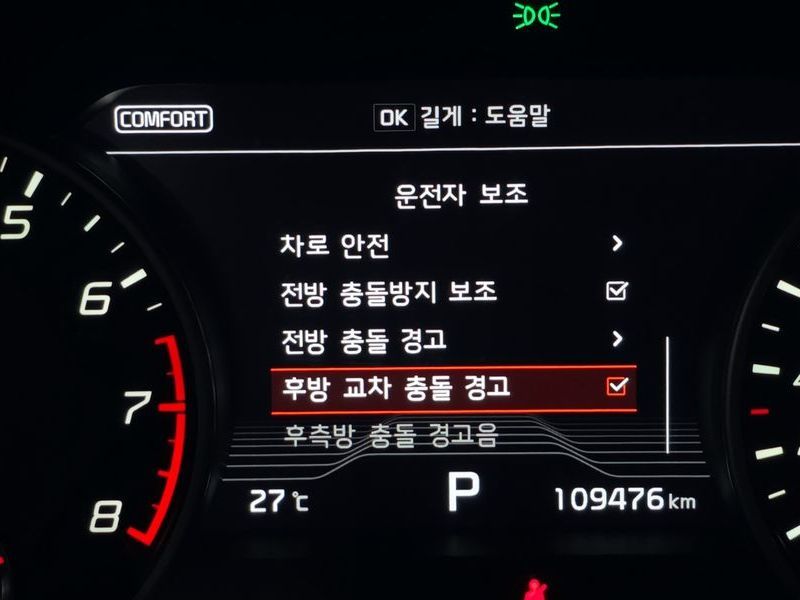 COMFORT
OK 길게 : 도움말
운전자 보조
차로 안전
전방 충돌방지 보조
전방 충돌 경고
후방 교차 충돌 경고
후측방 충돌 경고음
5
6
7
8
27℃
P
109476 km